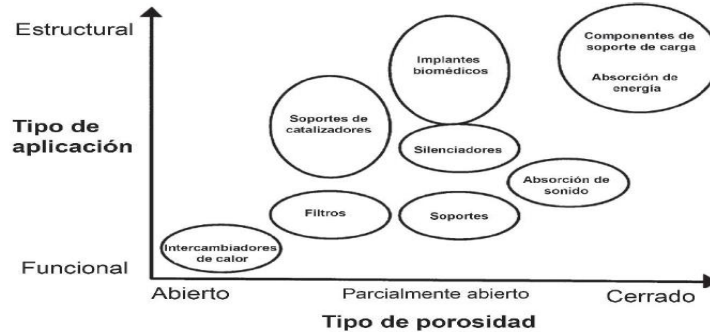 Estructural
Componentes de
soporte de carga
Absorción de
energía
Implantes
biomédicos
Soportes de
catalizadores
Tipo de
aplicación
Silenciadores
Absorción de
sonido
Filtros
Soportes
Intercambiadores
de calor
Funcional
Abierto
Parcialmente abierto
Cerrado
Tipo de porosidad